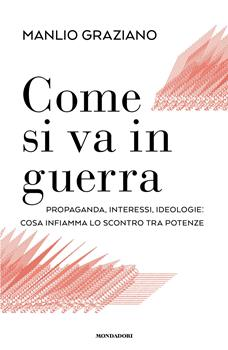 MANLIO GRAZIANO
Come
si va in
guerra
PROPAGANDA, INTERESSI, IDEOLOGIE:
COSA INFIAMMA LO SCONTRO TRA POTENZE
MONDADORI